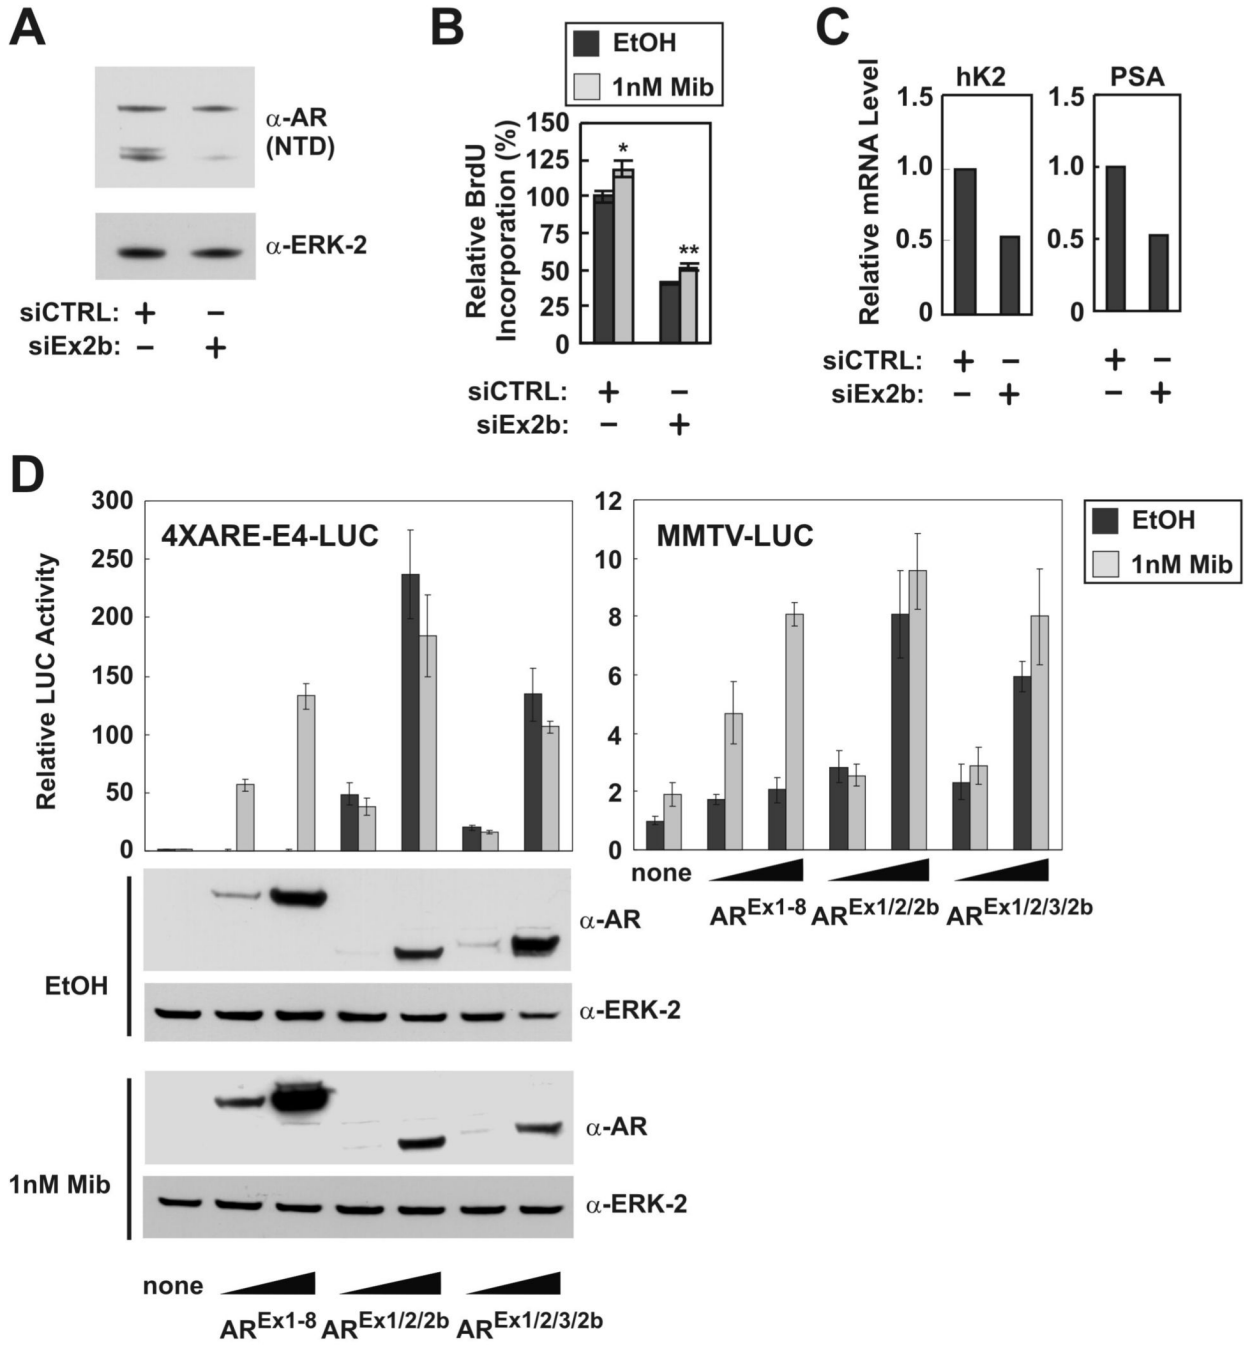 A
α-AR
(NTD)
α-ERK-2
siCTRL: + −
siEx2b: − +
B
EtOH
1nM Mib
Relative BrdU
Incorporation (%)
150
125
100
75
50
25
0
*
**
siCTRL: + −
siEx2b: − +
C
Relative mRNA Level
hK2
1.5
1.0
0.5
0
PSA
1.5
1.0
0.5
0
siCTRL: + − + −
siEx2b: − + − +
D
Relative LUC Activity
300
250
200
150
100
50
0
4XARE-E4-LUC
12
10
8
6
4
2
0
MMTV-LUC
EtOH
1nM Mib
none
AREx1-8 AREx1/2/2b AREx1/2/3/2b
EtOH
α-AR
α-ERK-2
1nM Mib
α-AR
α-ERK-2
none
AREx1-8 AREx1/2/2b AREx1/2/3/2b